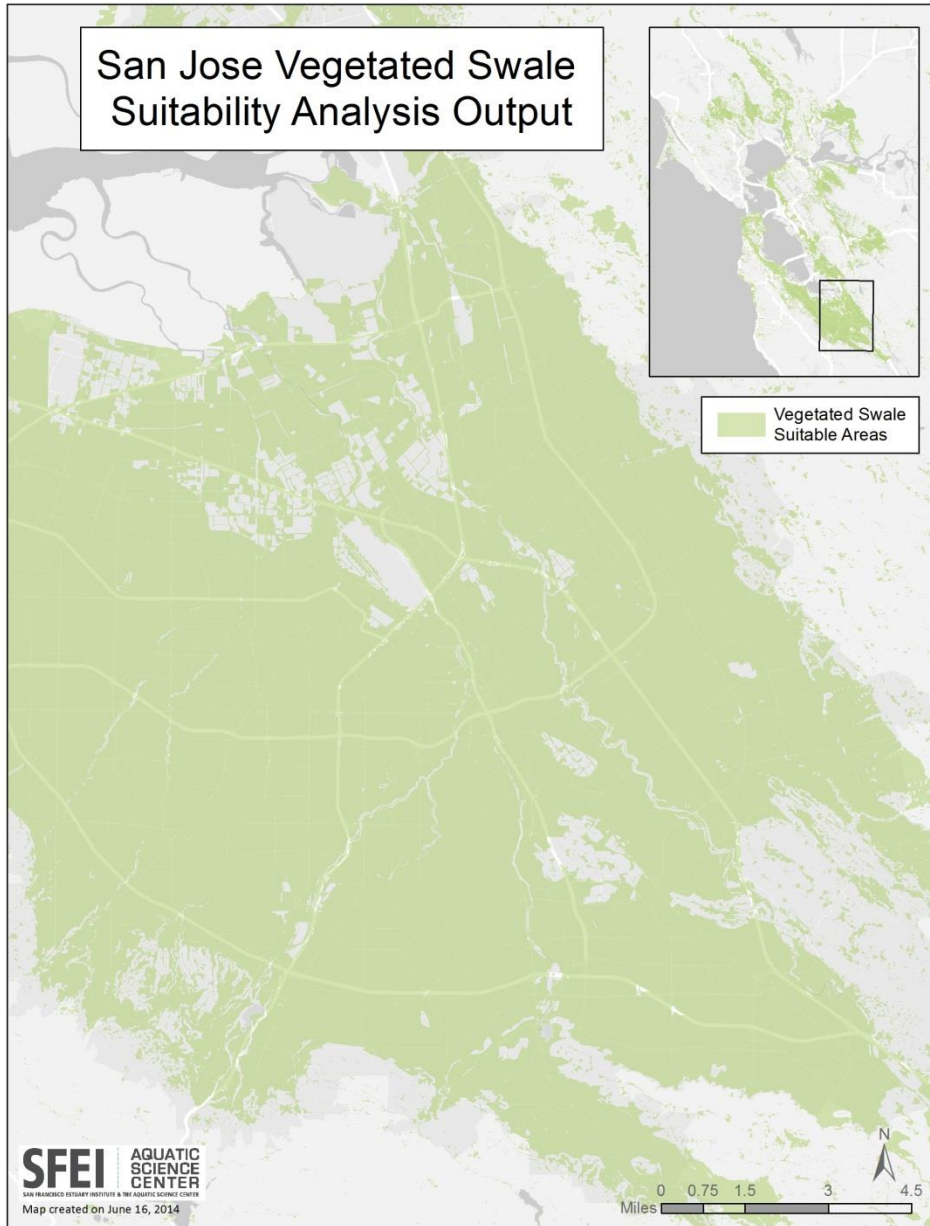 San Jose Vegetated Swale
Suitability Analysis Output
Vegetated Swale
Suitable Areas
SFEI
AQUATIC
SCIENCE
CENTER
SAN FRANCISCO ESTUARY INSTITUTE & THE AQUATIC SCIENCE CENTER
Map created on June 16, 2014
N
0 0.75 1.5 3 4.5
Miles